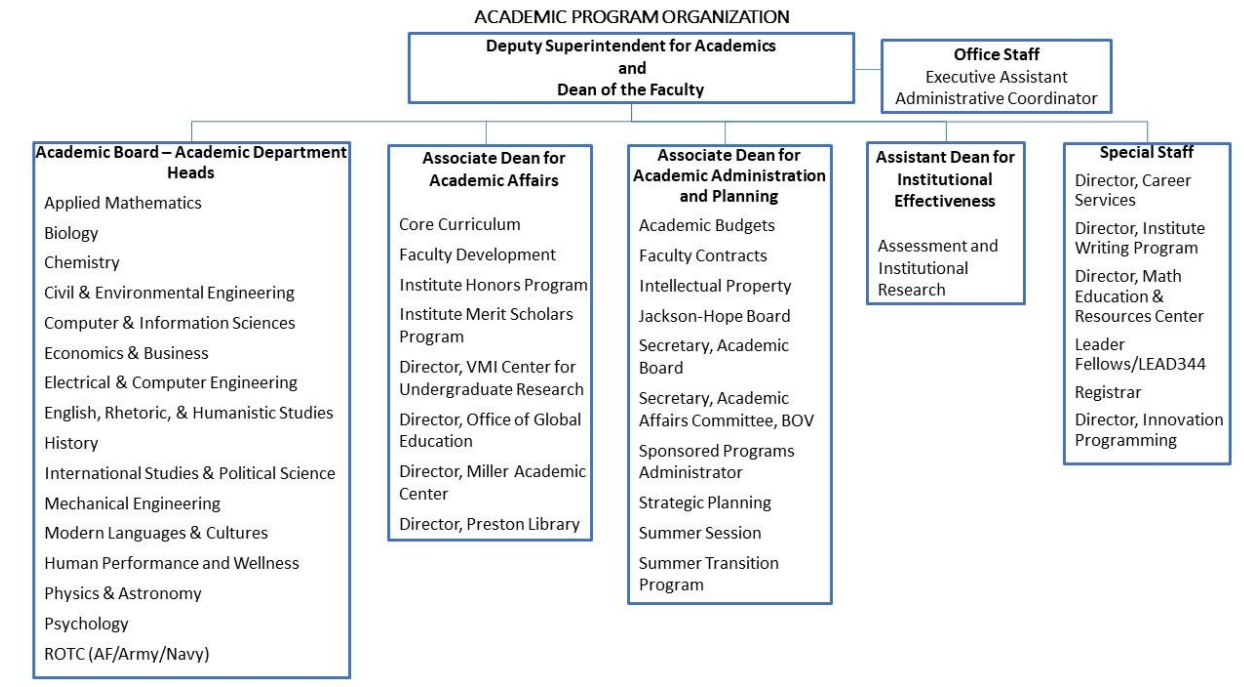 ACADEMIC PROGRAM ORGANIZATION
Deputy Superintendent for Academics
and
Dean of the Faculty
Office Staff
Executive Assistant
Administrative Coordinator
Academic Board – Academic Department
Heads
Applied Mathematics
Biology
Chemistry
Civil & Environmental Engineering
Computer & Information Sciences
Economics & Business
Electrical & Computer Engineering
English, Rhetoric, & Humanistic Studies
History
International Studies & Political Science
Mechanical Engineering
Modern Languages & Cultures
Human Performance and Wellness
Physics & Astronomy
Psychology
ROTC (AF/Army/Navy)
Associate Dean for
Academic Affairs
Core Curriculum
Faculty Development
Institute Honors Program
Institute Merit Scholars
Program
Director, VMI Center for
Undergraduate Research
Director, Office of Global
Education
Director, Miller Academic
Center
Director, Preston Library
Associate Dean for
Academic Administration
and Planning
Academic Budgets
Faculty Contracts
Intellectual Property
Jackson-Hope Board
Secretary, Academic
Board
Secretary, Academic
Affairs Committee, BOV
Sponsored Programs
Administrator
Strategic Planning
Summer Session
Summer Transition
Program
Assistant Dean for
Institutional
Effectiveness
Assessment and
Institutional
Research
Special Staff
Director, Career
Services
Director, Institute
Writing Program
Director, Math
Education &
Resources Center
Leader
Fellows/LEAD344
Registrar
Director, Innovation
Programming